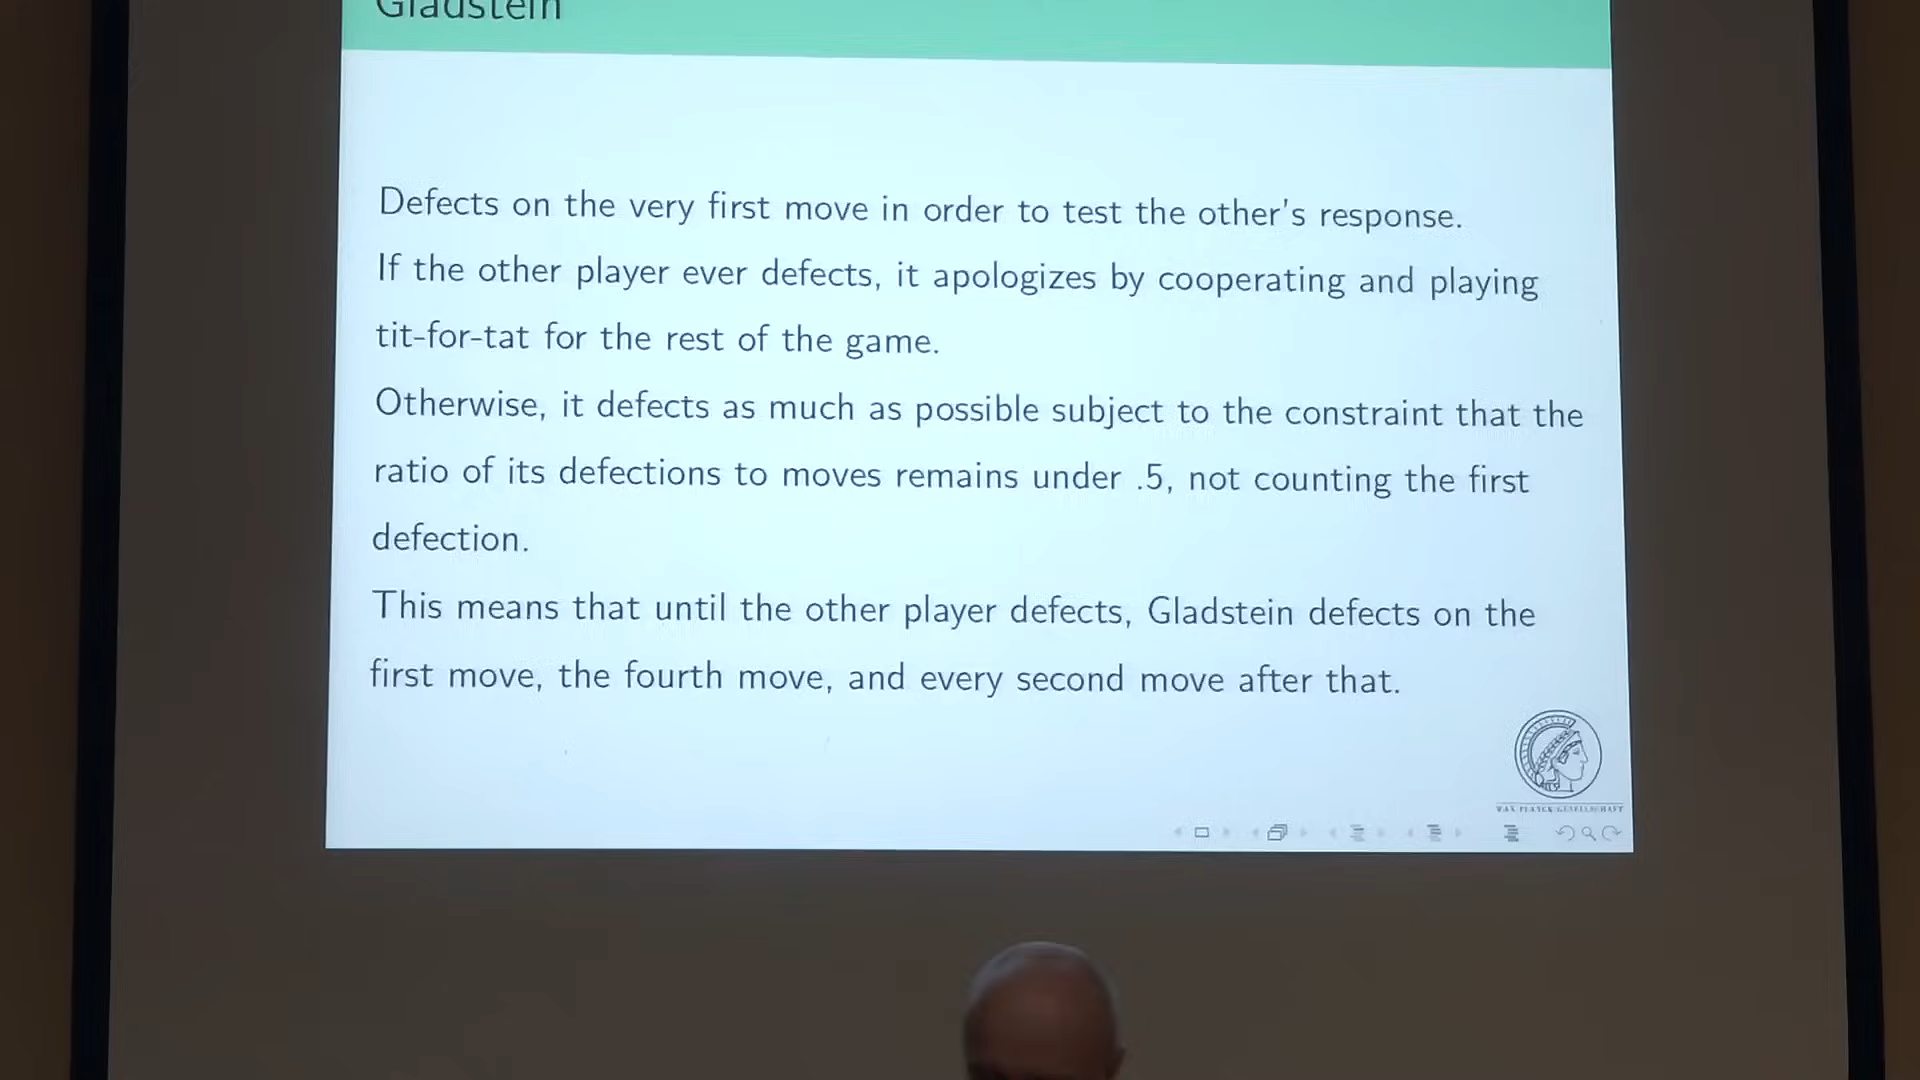 Gladstein
Defects on the very first move in order to test the other's response.
If the other player ever defects, it apologizes by cooperating and playing
tit-for-tat for the rest of the game.
Otherwise, it defects as much as possible subject to the constraint that the
ratio of its defections to moves remains under .5, not counting the first
defection.
This means that until the other player defects, Gladstein defects on the
first move, the fourth move, and every second move after that.
MAX PLANCK GESELLSCHAFT